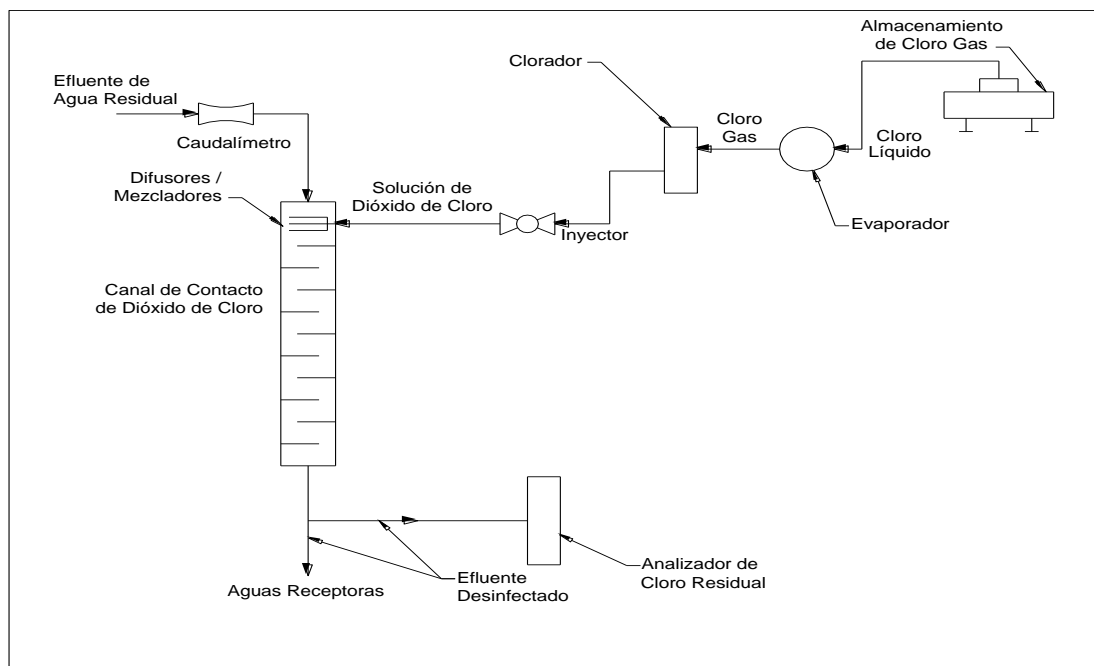 Almacenamiento
de Cloro Gas
Clorador
Efluente de
Agua Residual
Cloro
Gas
Cloro
Líquido
Caudalímetro
Difusores /
Mezcladores
Solución de
Dióxido de Cloro
Inyector
Evaporador
Canal de Contacto
de Dióxido de Cloro
Analizador de
Cloro Residual
Efluente
Desinfectado
Aguas Receptoras